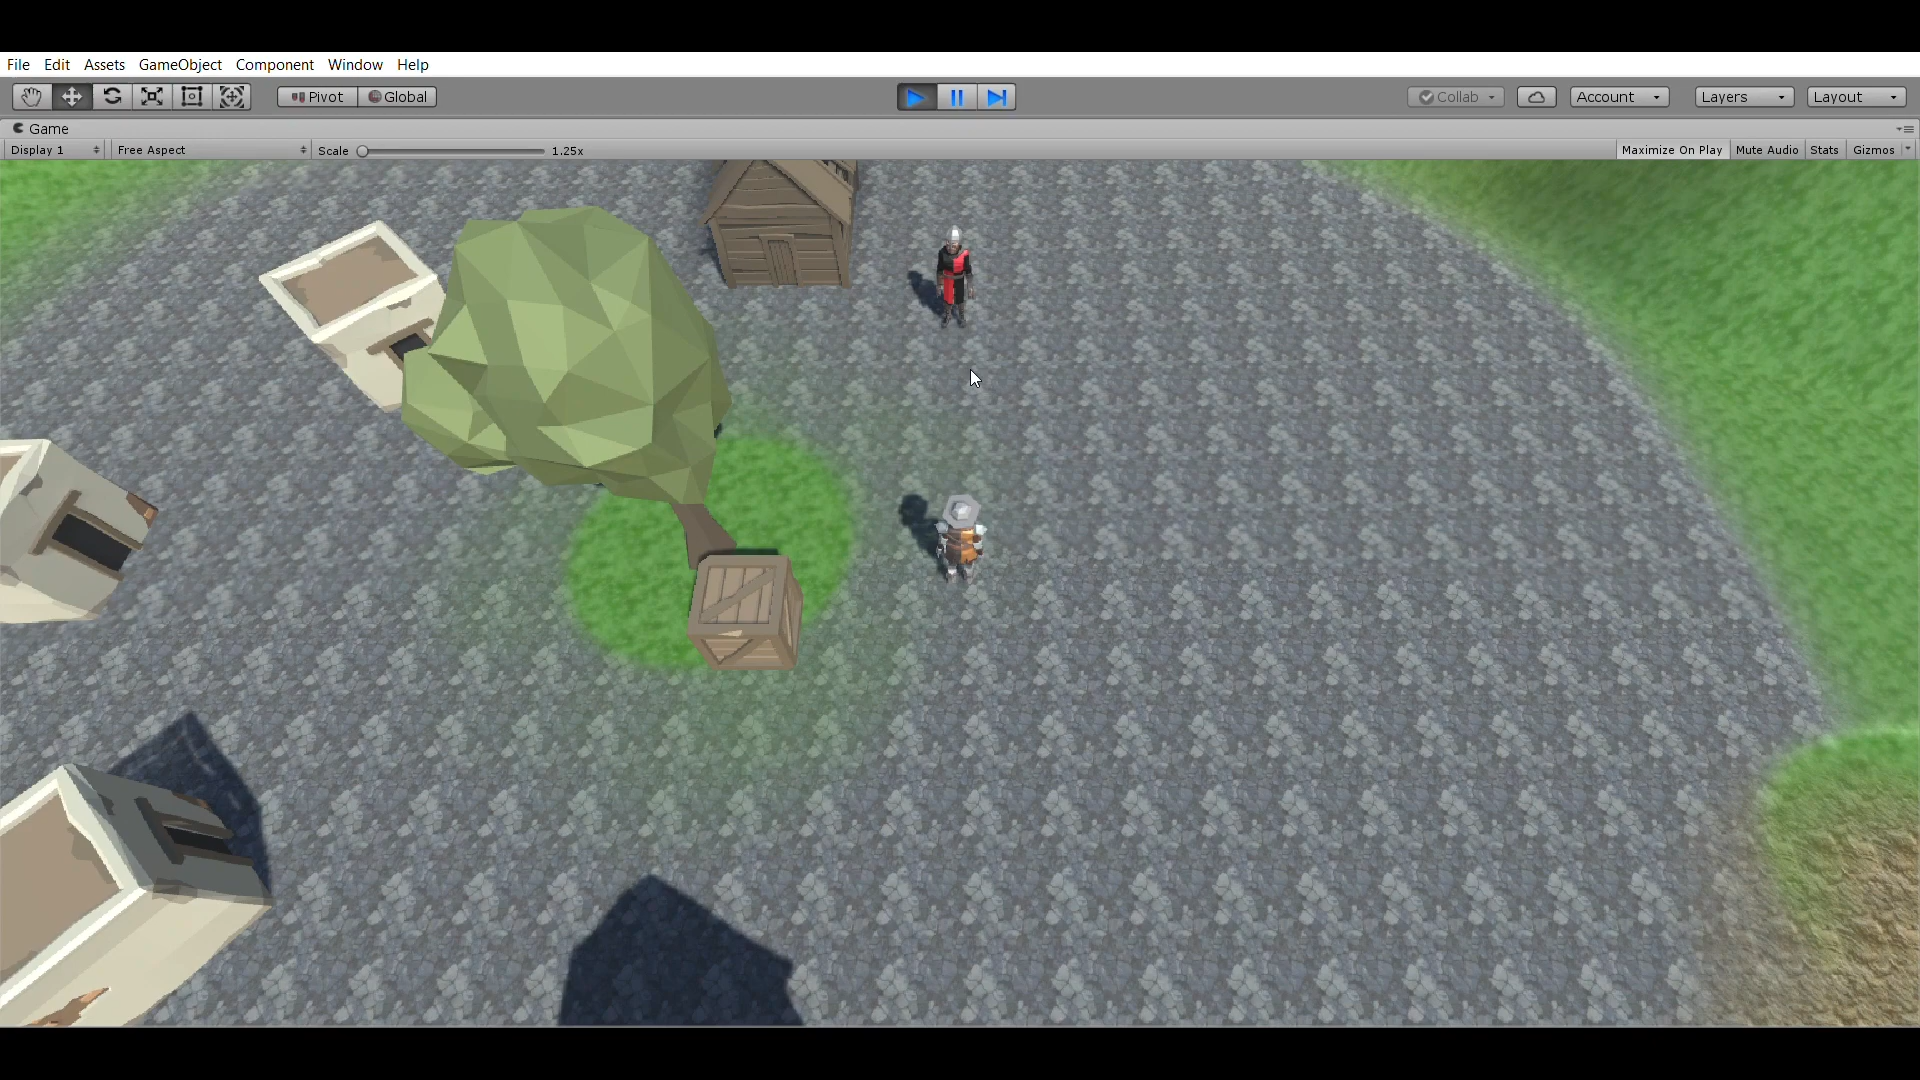 File Edit Assets GameObject Component Window Help
Pivot Global Collab Account Layers Layout
Game
Display 1 Free Aspect Scale 1.25x Maximize On Play Mute Audio Stats Gizmos